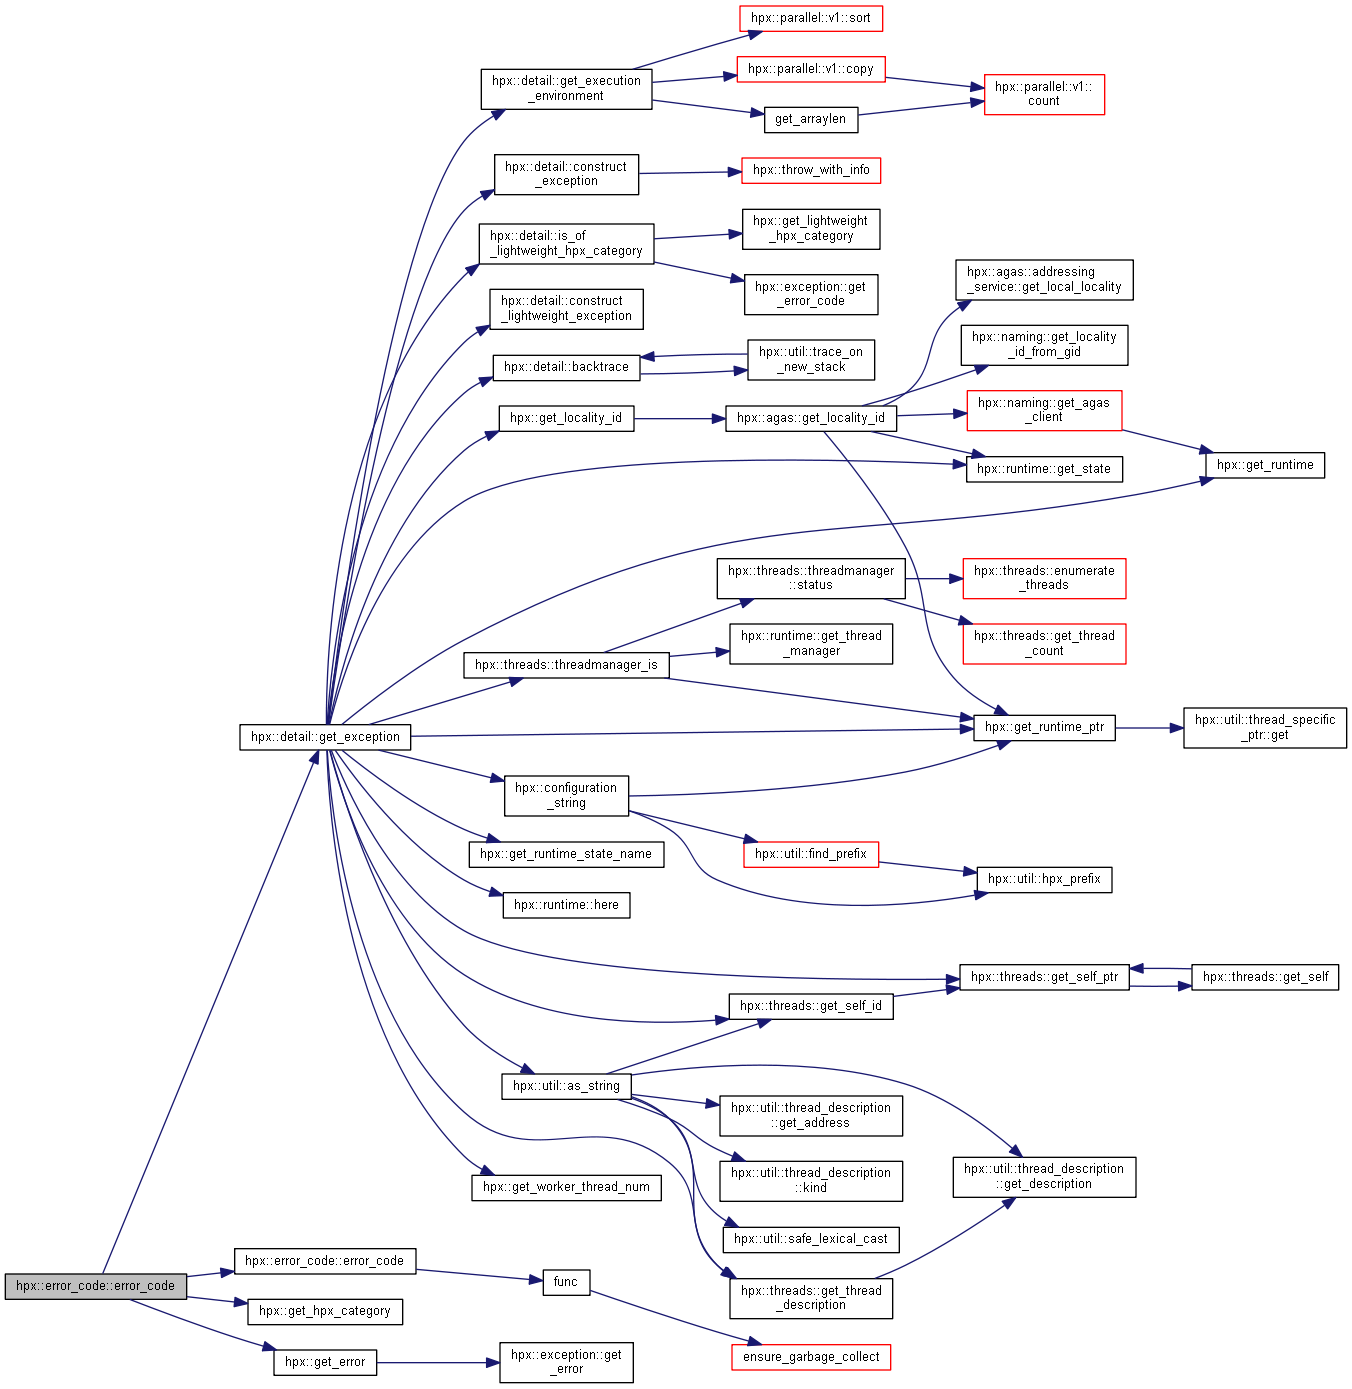 hpx::parallel::v1::sort
hpx::detail::get_execution
_environment
hpx::parallel::v1::copy
hpx::parallel::v1::
count
get_arraylen
hpx::detail::construct
_exception
hpx::throw_with_info
hpx::detail::is_of
_lightweight_hpx_category
hpx::get_lightweight
_hpx_category
hpx::exception::get
_error_code
hpx::agas::addressing
_service::get_local_locality
hpx::detail::construct
_lightweight_exception
hpx::naming::get_locality
_id_from_gid
hpx::detail::backtrace
hpx::util::trace_on
_new_stack
hpx::get_locality_id
hpx::agas::get_locality_id
hpx::naming::get_agas
_client
hpx::runtime::get_state
hpx::get_runtime
hpx::threads::threadmanager
::status
hpx::threads::enumerate
_threads
hpx::runtime::get_thread
_manager
hpx::threads::get_thread
_count
hpx::threads::threadmanager_is
hpx::detail::get_exception
hpx::get_runtime_ptr
hpx::util::thread_specific
_ptr::get
hpx::configuration
_string
hpx::get_runtime_state_name
hpx::util::find_prefix
hpx::util::hpx_prefix
hpx::runtime::here
hpx::threads::get_self_ptr
hpx::threads::get_self
hpx::threads::get_self_id
hpx::util::as_string
hpx::util::thread_description
::get_address
hpx::util::thread_description
::kind
hpx::util::thread_description
::get_description
hpx::get_worker_thread_num
hpx::util::safe_lexical_cast
hpx::threads::get_thread
_description
hpx::error_code::error_code
hpx::error_code::error_code
func
hpx::get_hpx_category
hpx::get_error
hpx::exception::get
_error
ensure_garbage_collect